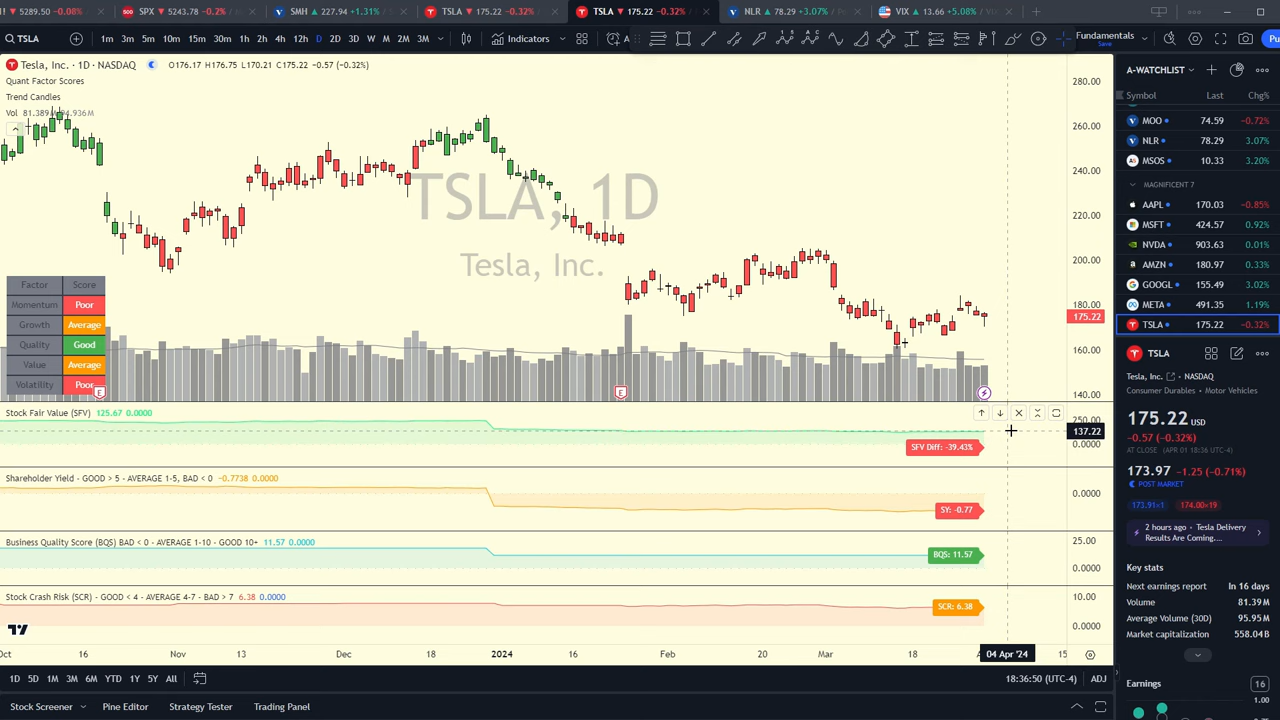 5289.50 −0.08%
SPX ▼ 5243.78 −0.2%
SMH ▲ 227.94 +1.31%
TSLA ▼ 175.22 −0.32%
TSLA ▼ 175.22 −0.32%
NLR ▲ 78.29 +3.07%
VIX ▲ 13.66 +5.08%
TSLA
1m 3m 5m 10m 15m 30m 1h 2h 4h 12h D 2D 3D W M 2M 3M
Indicators
Fundamentals
Save
Tesla, Inc. · 1D · NASDAQ
O176.17 H176.75 L170.21 C175.22 −0.57 (−0.32%)
Quant Factor Scores
Trend Candles
Vol 81.389M 94.936M
TSLA, 1D
Tesla, Inc.
280.00
260.00
240.00
220.00
200.00
180.00
175.22
160.00
140.00
Factor Score
Momentum Poor
Growth Average
Quality Good
Value Average
Volatility Poor
E
E
Stock Fair Value (SFV) 125.67 0.0000
250.00
137.22
0.0000
SFV Diff: -39.43%
Shareholder Yield - GOOD > 5 - AVERAGE 1-5, BAD < 0 −0.7738 0.0000
0.0000
SY: -0.77
Business Quality Score (BQS) BAD < 0 - AVERAGE 1-10 - GOOD 10+ 11.57 0.0000
25.00
BQS: 11.57
0.0000
Stock Crash Risk (SCR) - GOOD < 4 - AVERAGE 4-7 - BAD > 7 6.38 0.0000
10.00
SCR: 6.38
0.0000
Oct 16 Nov 13 Dec 18 2024 16 Feb 20 Mar 18 04 Apr '24 15
1D 5D 1M 3M 6M YTD 1Y 5Y All
18:36:50 (UTC-4) ADJ
Stock Screener Pine Editor Strategy Tester Trading Panel
A-WATCHLIST
Symbol Last Chg%
MOO 74.59 −0.72%
NLR 78.29 3.07%
MSOS 10.33 3.20%
MAGNIFICENT 7
AAPL 170.03 −0.85%
MSFT 424.57 0.92%
NVDA 903.63 0.01%
AMZN 180.97 0.33%
GOOGL 155.49 3.02%
META 491.35 1.19%
TSLA 175.22 −0.32%
TSLA
Tesla, Inc. · NASDAQ
Consumer Durables · Motor Vehicles
175.22 USD
−0.57 (−0.32%)
AT CLOSE (APR 01 18:36 UTC-4)
173.97 −1.25 (−0.71%)
POST MARKET
173.91×1 174.00×19
2 hours ago · Tesla Delivery
Results Are Coming....
Key stats
Next earnings report In 16 days
Volume 81.39M
Average Volume (30D) 95.95M
Market capitalization 558.04B
Earnings 16
1.00
0.75